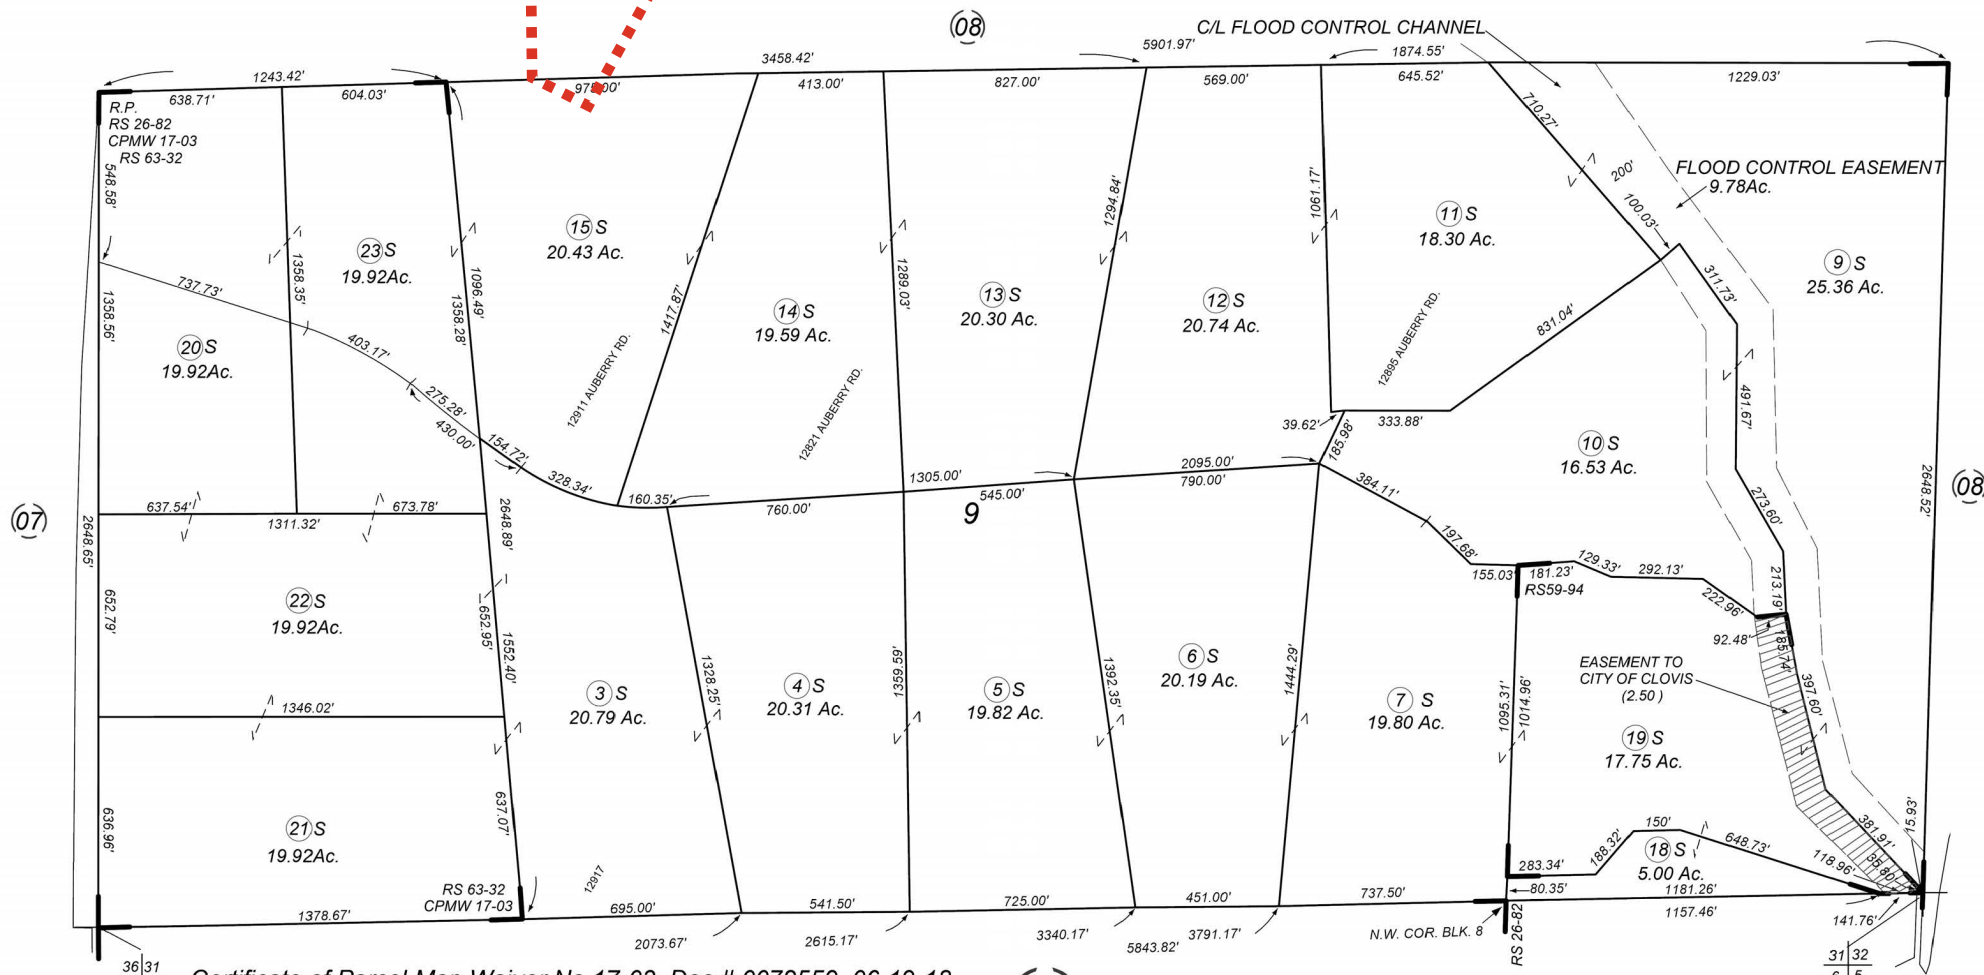 (08)
C/L FLOOD CONTROL CHANNEL
5901.97'
3458.42'
1874.55'
1243.42'
638.71'
604.03'
413.00'
827.00'
569.00'
645.52'
1229.03'
R.P.
RS 26-82
CPMW 17-03
RS 63-32
548.58'
710.27'
200'
FLOOD CONTROL EASEMENT
9.78Ac.
100.03'
1294.84'
1061.17'
23 S
19.92Ac.
15 S
20.43 Ac.
11 S
18.30 Ac.
9 S
25.36 Ac.
737.73'
1358.35'
1358.56'
1096.49'
1358.28'
1417.87'
1289.03'
311.73'
14 S
19.59 Ac.
13 S
20.30 Ac.
12 S
20.74 Ac.
831.04'
20 S
19.92Ac.
403.17'
275.28'
430.00'
12911 AUBERRY RD.
12821 AUBERRY RD.
12895 AUBERRY RD.
39.62'
333.88'
185.98'
491.67'
10 S
16.53 Ac.
154.72'
328.34'
160.35'
1305.00'
2095.00'
760.00'
545.00'
790.00'
384.11'
273.60'
2648.52'
(08)
(07)
637.54'
673.78'
1311.32'
9
2648.65'
2648.89'
197.68'
155.03'
181.23'
129.33'
292.13'
RS59-94
222.96'
213.19'
92.48'
185.74'
22 S
19.92Ac.
652.79'
652.95'
1552.40'
1328.25'
1359.59'
1392.35'
1444.29'
6 S
20.19 Ac.
3 S
20.79 Ac.
4 S
20.31 Ac.
5 S
19.82 Ac.
7 S
19.80 Ac.
EASEMENT TO
CITY OF CLOVIS
(2.50 )
397.60'
1095.31'
1014.96'
19 S
17.75 Ac.
1346.02'
21 S
19.92Ac.
636.96'
637.07'
381.91'
15.93'
150'
188.32'
648.73'
18 S
5.00 Ac.
118.96'
35.80'
283.34'
80.35'
1181.26'
1157.46'
141.76'
RS 63-32
CPMW 17-03
12917
1378.67'
695.00'
541.50'
725.00'
451.00'
737.50'
2073.67'
2615.17'
3340.17'
5843.82'
3791.17'
N.W. COR. BLK. 8
RS 26-82
36 31
31 32
6 5